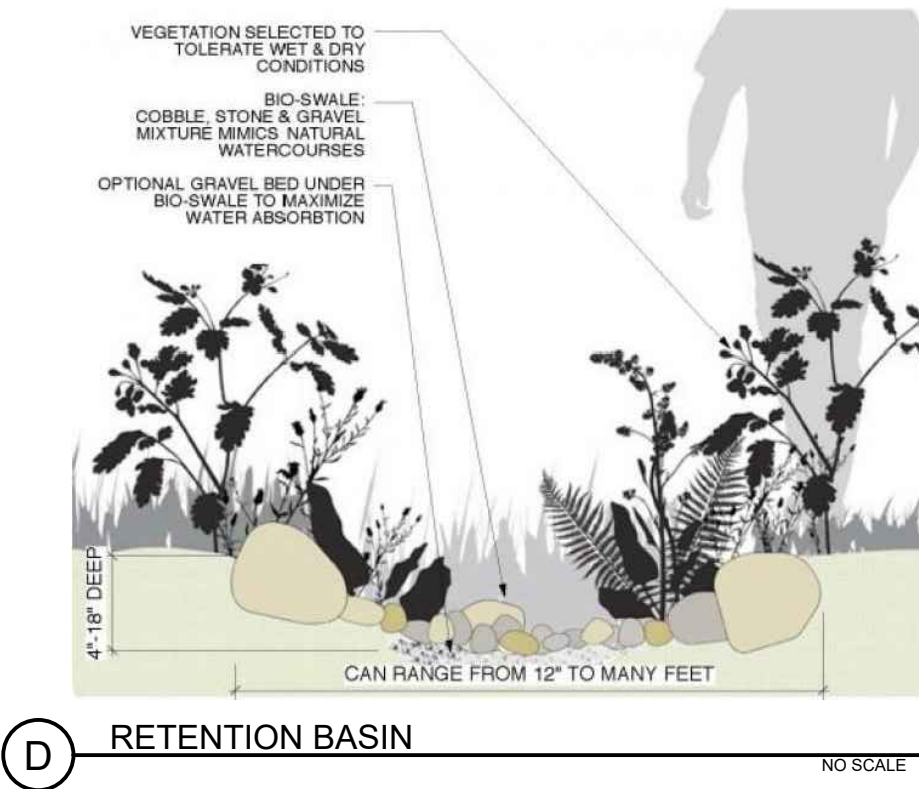 VEGETATION SELECTED TO
TOLERATE WET & DRY
CONDITIONS
BIO-SWALE:
COBBLE, STONE & GRAVEL
MIXTURE MIMICS NATURAL
WATERCOURSES
OPTIONAL GRAVEL BED UNDER
BIO-SWALE TO MAXIMIZE
WATER ABSORBTION
4"-18" DEEP
CAN RANGE FROM 12" TO MANY FEET
D
RETENTION BASIN
NO SCALE